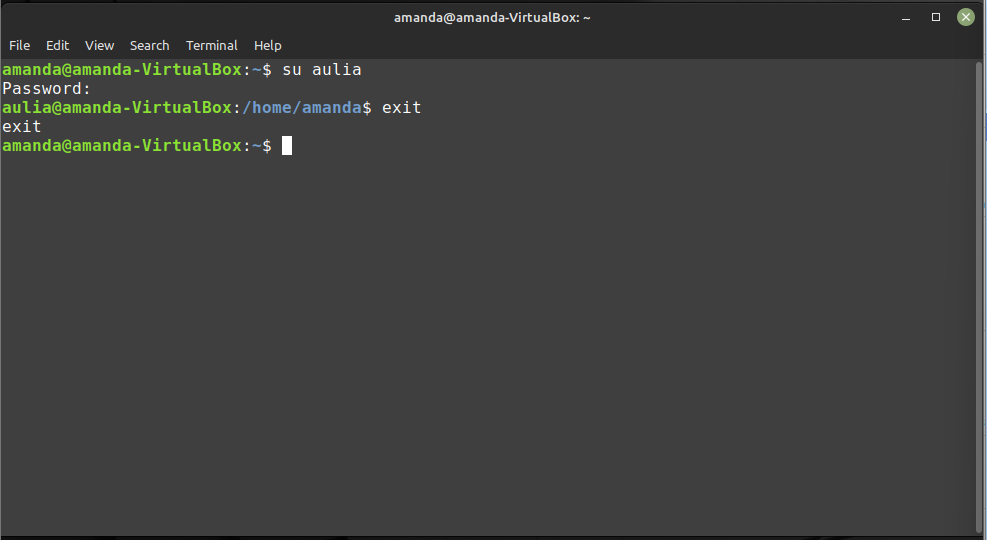 amanda@amanda-VirtualBox: ~
File Edit View Search Terminal Help
amanda@amanda-VirtualBox:~$ su aulia
Password:
aulia@amanda-VirtualBox:/home/amanda$ exit
exit
amanda@amanda-VirtualBox:~$